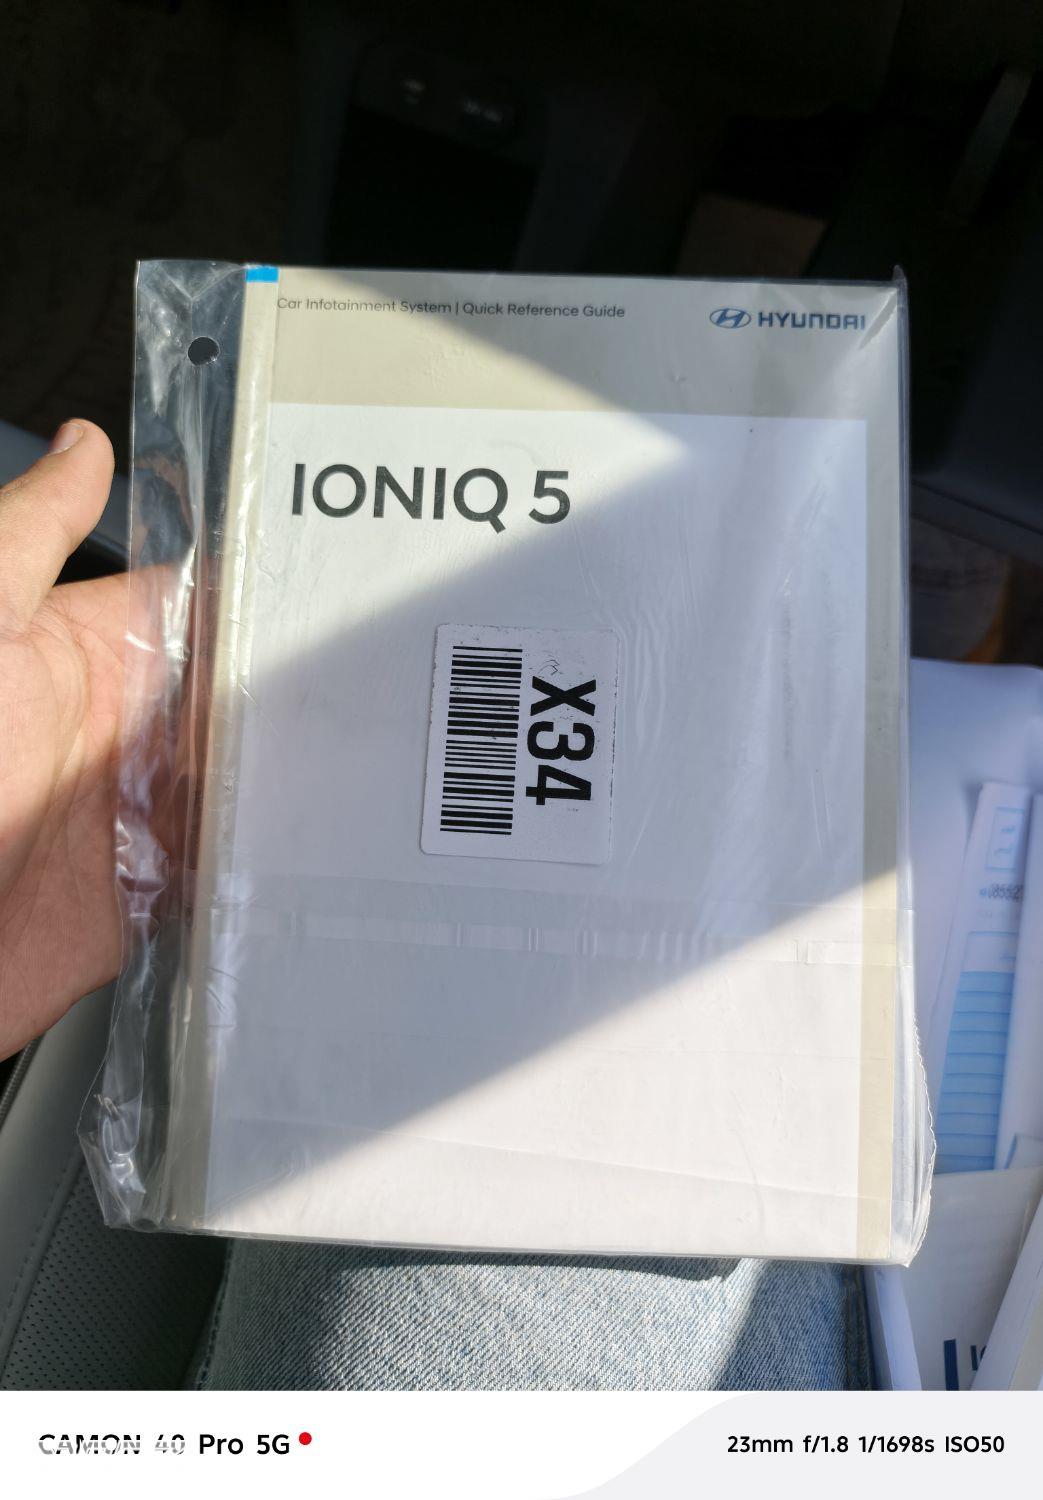 Car Infotainment System | Quick Reference Guide
HYUNDAI
IONIQ 5
X34
CAMON 40 Pro 5G
23mm f/1.8 1/1698s ISO50